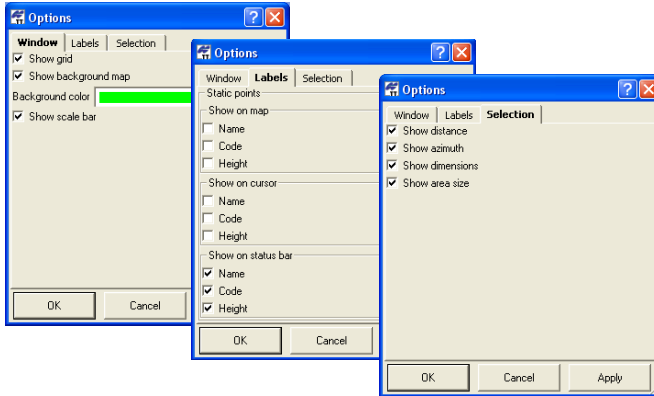 Options
Window Labels Selection
Show grid
Show background map
Background color
Show scale bar
OK Cancel
Options
Window Labels Selection
Static points
Show on map
Name
Code
Height
Show on cursor
Name
Code
Height
Show on status bar
Name
Code
Height
OK Cancel
Options
Window Labels Selection
Show distance
Show azimuth
Show dimensions
Show area size
OK Cancel Apply